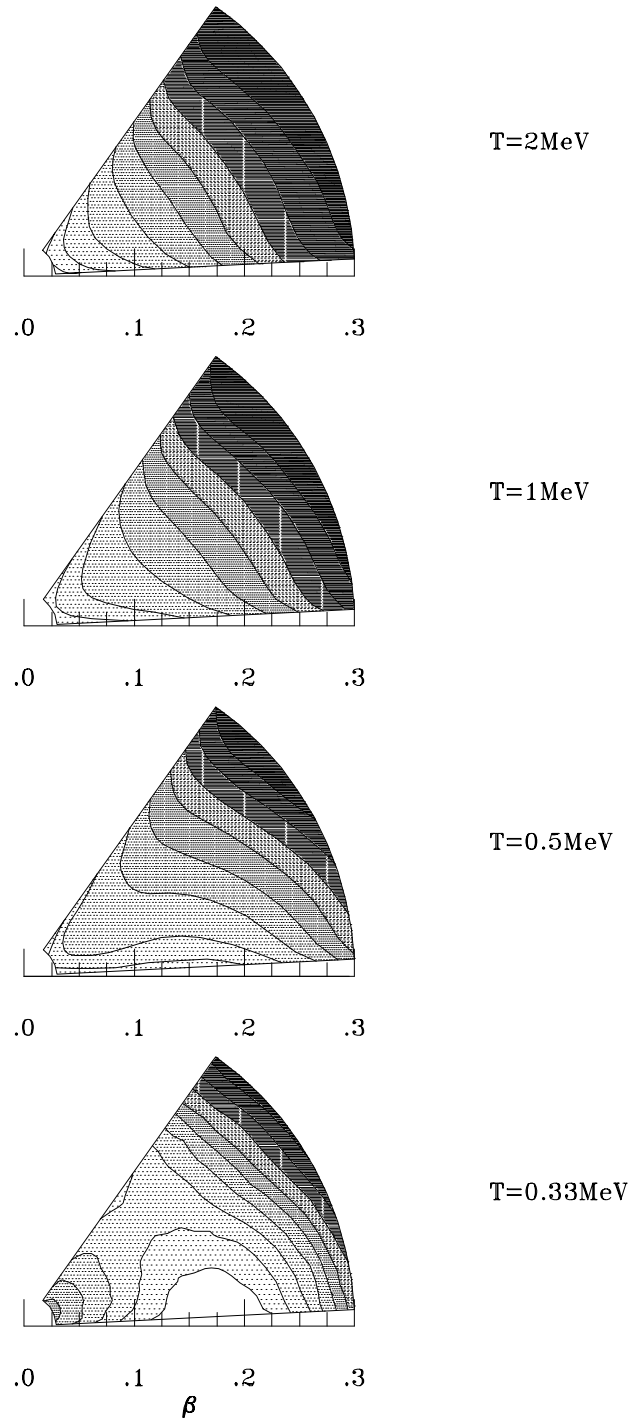 T=2MeV
.0 .1 .2 .3
T=1MeV
.0 .1 .2 .3
T=0.5MeV
.0 .1 .2 .3
T=0.33MeV
.0 .1 .2 .3
β